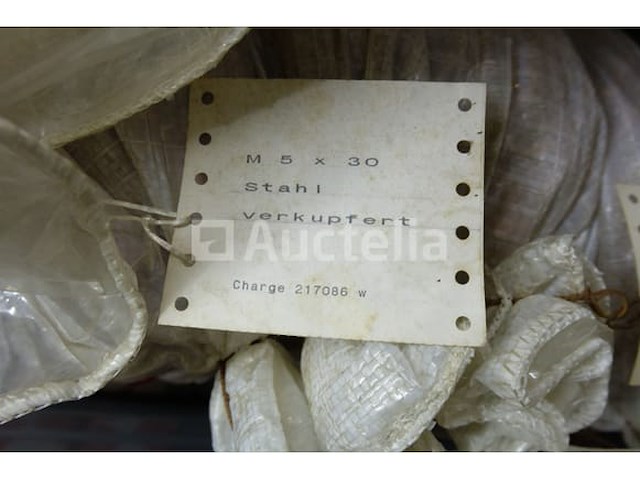 M 5 x 30
Stahl
verkupfert
Auctelia
Charge 217086 w